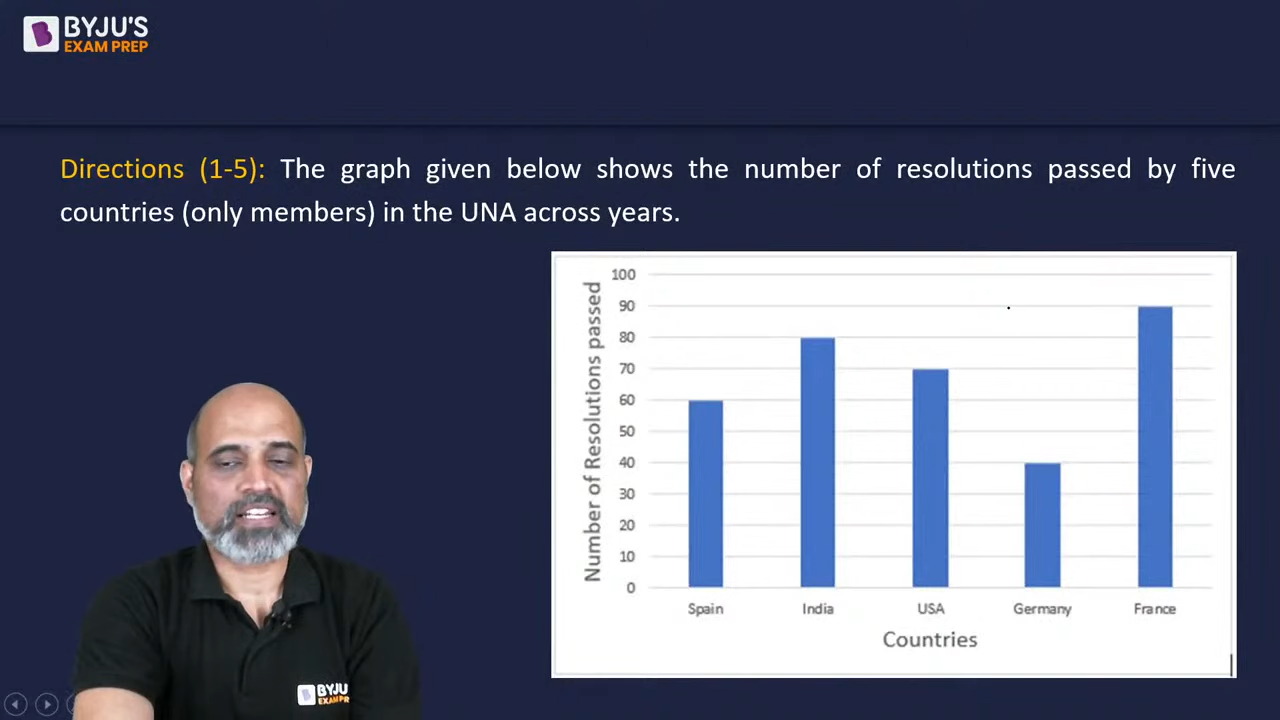 BYJU'S
EXAM PREP
Directions (1-5): The graph given below shows the number of resolutions passed by five
countries (only members) in the UNA across years.
Number of Resolutions passed
100
90
80
70
60
50
40
30
20
10
0
Spain India USA Germany France
Countries
BYJU
EXAM PR